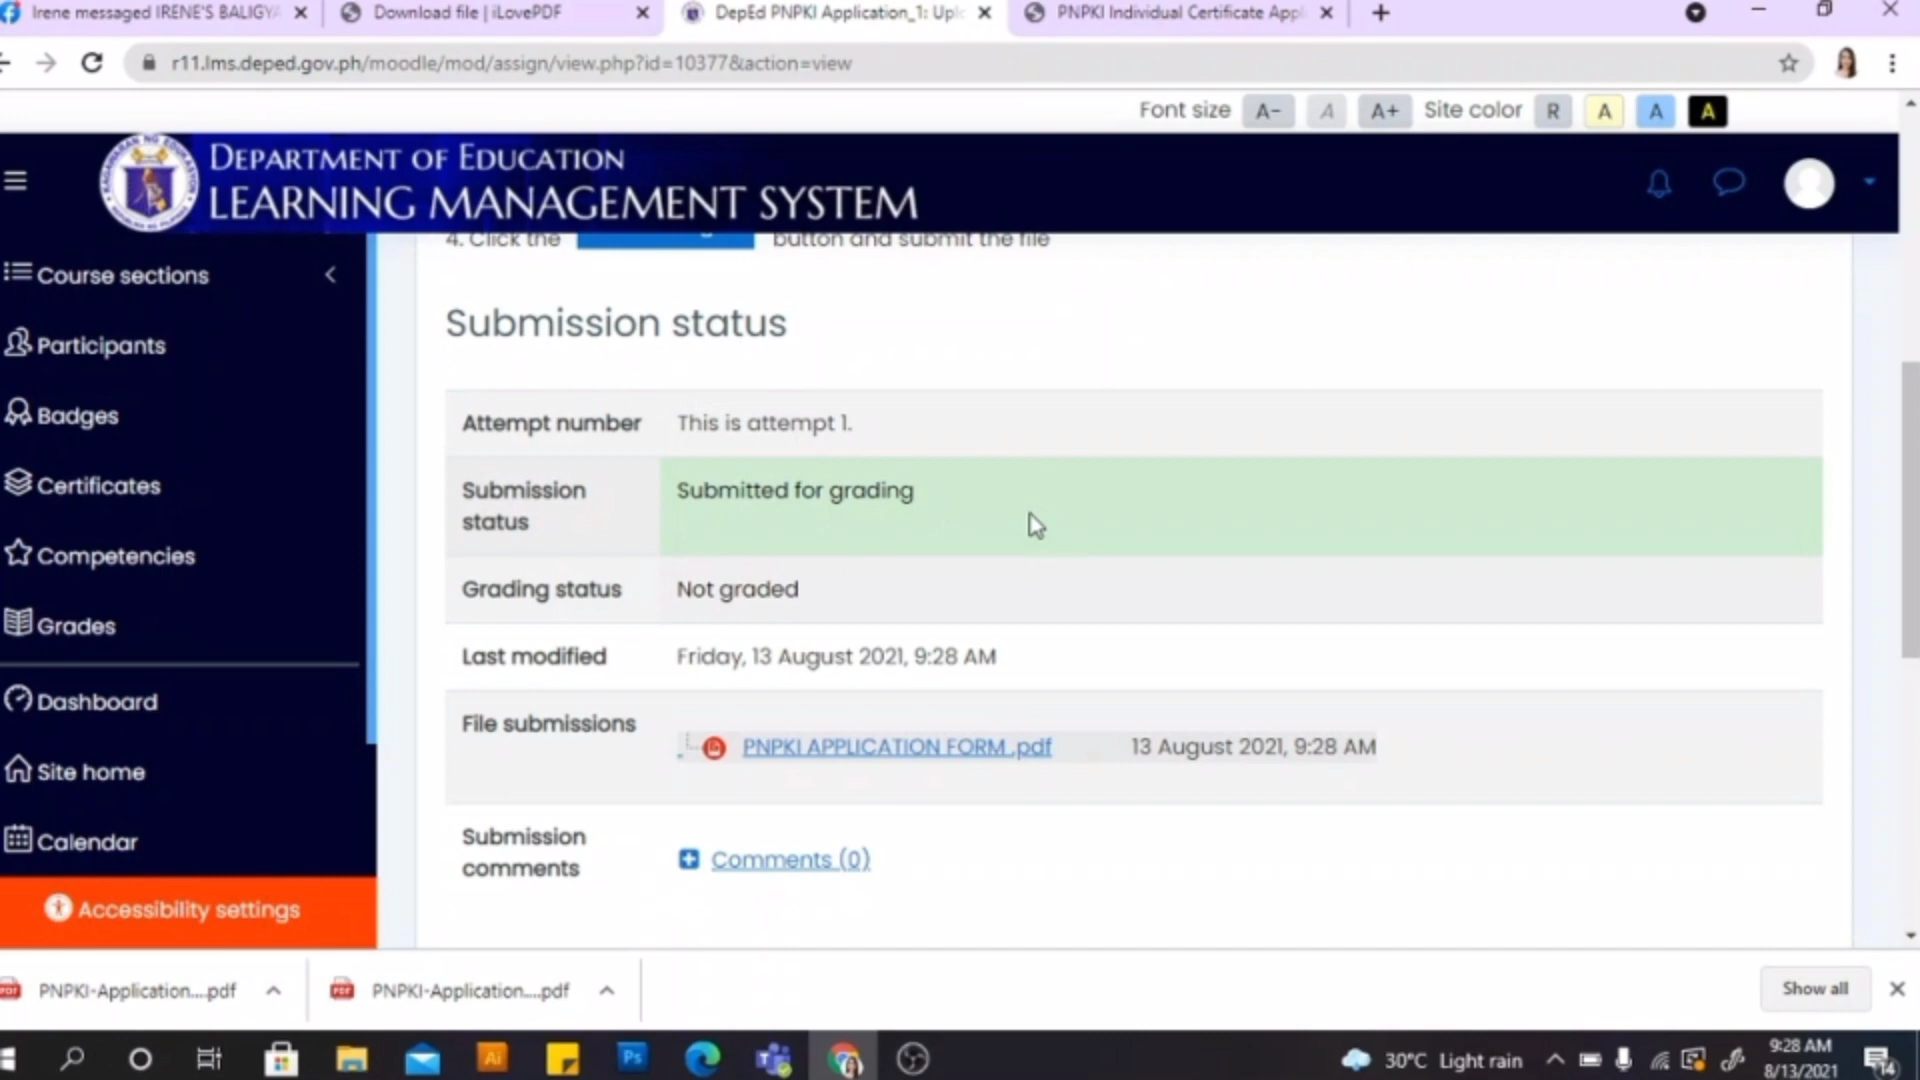 Irene messaged IRENE'S BALIGYA
Download file | iLovePDF
DepEd PNPKI Application_1: Uplo
PNPKI Individual Certificate Appl
r11.lms.deped.gov.ph/moodle/mod/assign/view.php?id=10377&action=view
Font size A- A A+ Site color R A A A
DEPARTMENT OF EDUCATION
LEARNING MANAGEMENT SYSTEM
4. Click the button and submit the file
Course sections
Participants
Badges
Certificates
Competencies
Grades
Dashboard
Site home
Calendar
Accessibility settings
Submission status
Attempt number This is attempt 1.
Submission status Submitted for grading
Grading status Not graded
Last modified Friday, 13 August 2021, 9:28 AM
File submissions
PNPKI APPLICATION FORM .pdf 13 August 2021, 9:28 AM
Submission comments Comments (0)
PNPKI-Application....pdf
PNPKI-Application....pdf
Show all
Ai
Ps
30°C Light rain
9:28 AM
8/13/2021
14